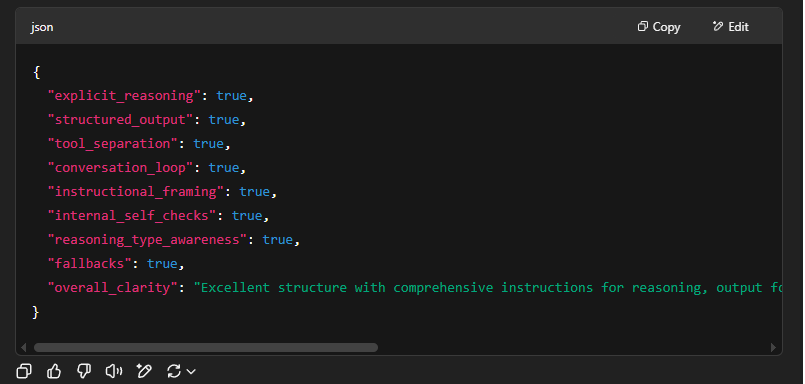 json
Copy
Edit
{
"explicit_reasoning": true,
"structured_output": true,
"tool_separation": true,
"conversation_loop": true,
"instructional_framing": true,
"internal_self_checks": true,
"reasoning_type_awareness": true,
"fallbacks": true,
"overall_clarity": "Excellent structure with comprehensive instructions for reasoning, output
}